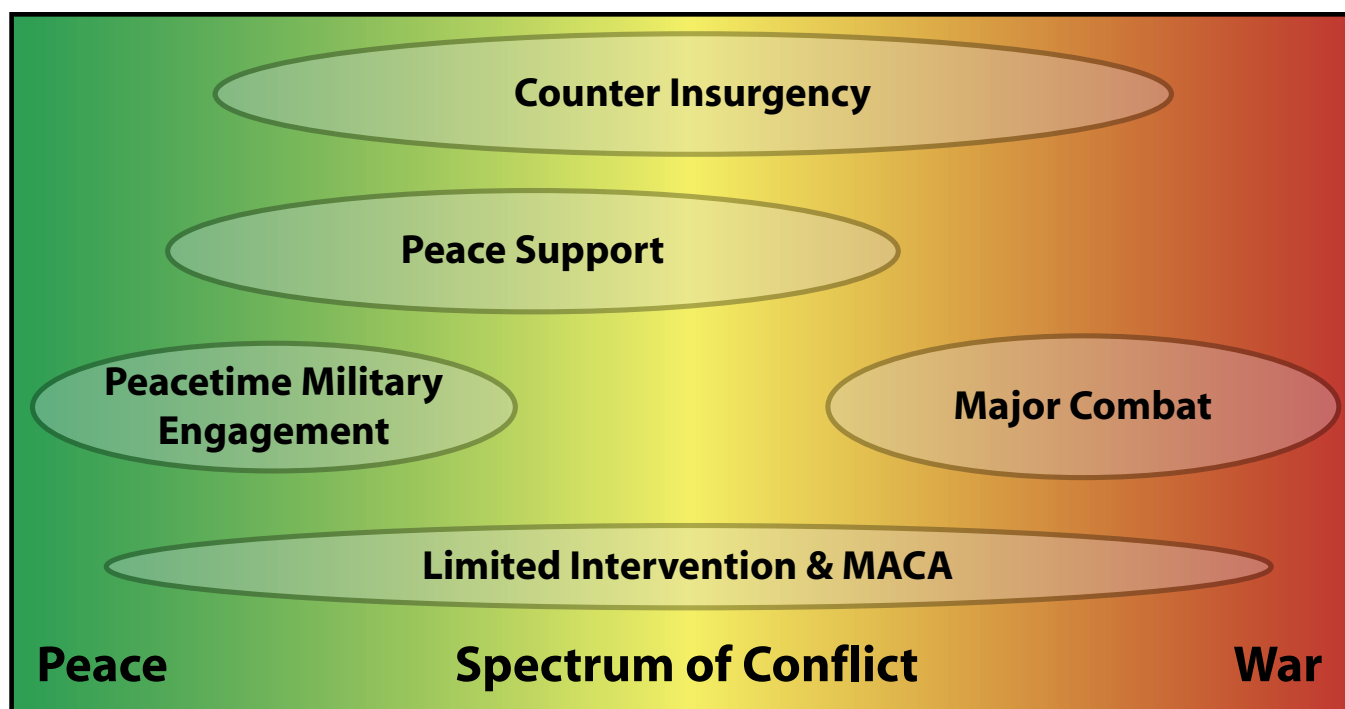 Counter Insurgency
Peace Support
Peacetime Military
Engagement
Major Combat
Limited Intervention & MACA
Peace
Spectrum of Conflict
War